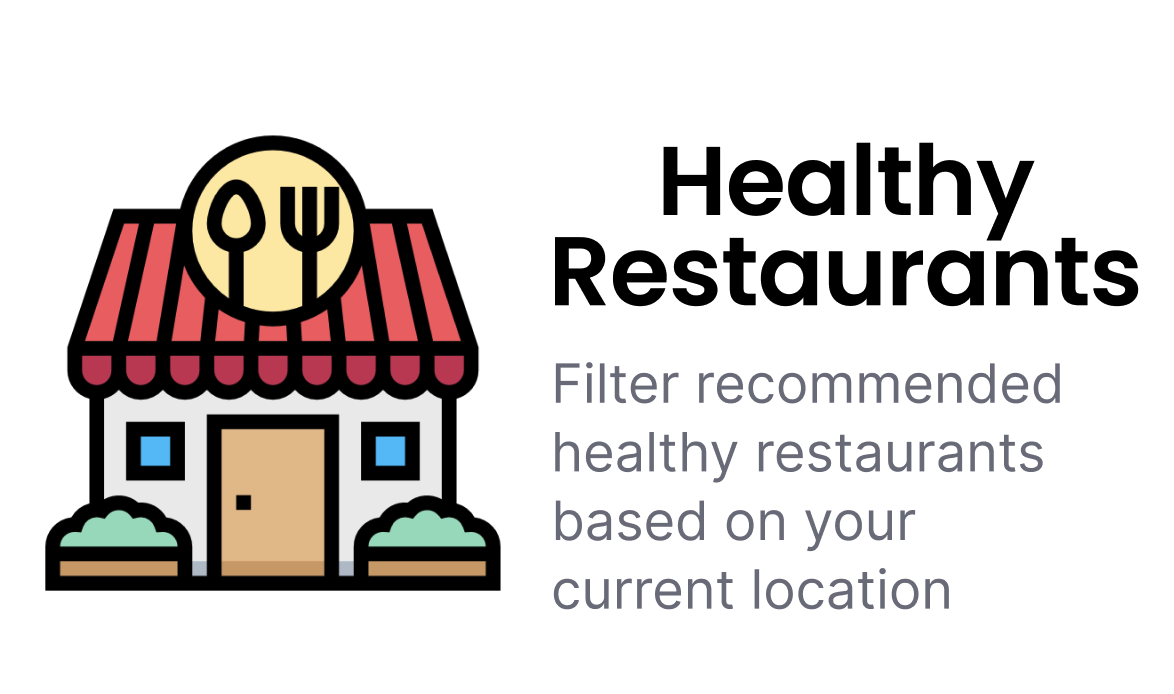 Healthy
Restaurants
Filter recommended
healthy restaurants
based on your
current location